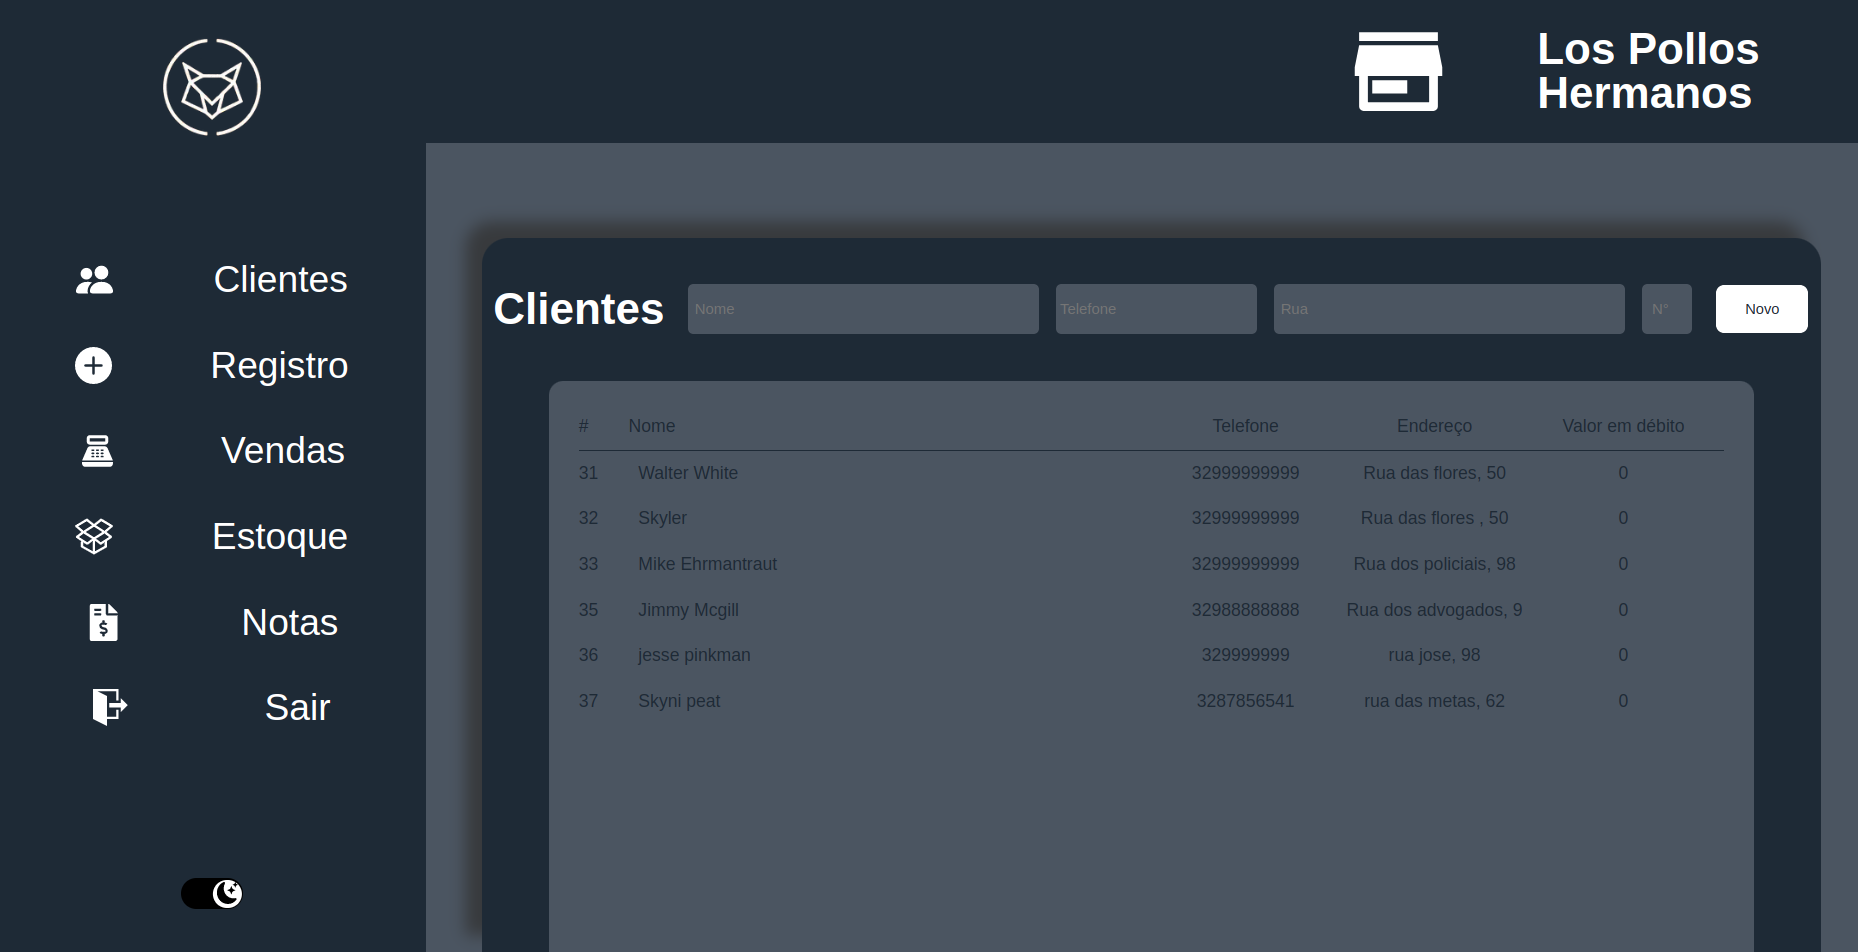 Los Pollos
Hermanos
Clientes
Registro
Vendas
Estoque
Notas
Sair
Clientes Nome Telefone Rua N° Novo
# Nome Telefone Endereço Valor em débito
31 Walter White 32999999999 Rua das flores, 50 0
32 Skyler 32999999999 Rua das flores , 50 0
33 Mike Ehrmantraut 32999999999 Rua dos policiais, 98 0
35 Jimmy Mcgill 32988888888 Rua dos advogados, 9 0
36 jesse pinkman 329999999 rua jose, 98 0
37 Skyni peat 3287856541 rua das metas, 62 0